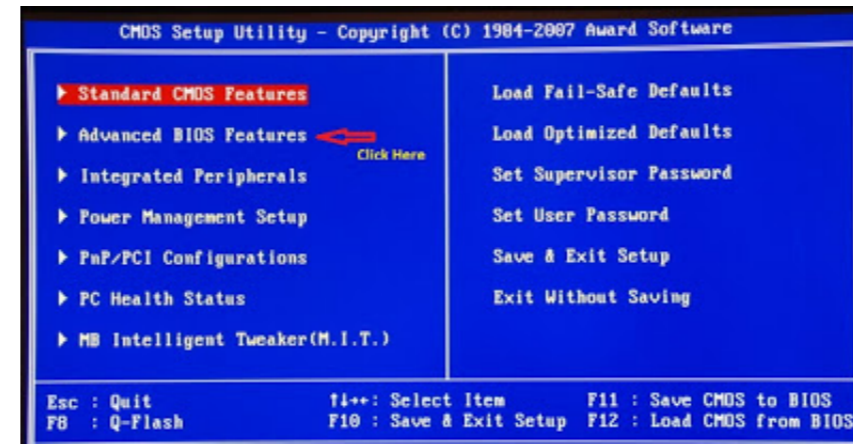 CMOS Setup Utility - Copyright (C) 1984-2007 Award Software
Standard CMOS Features
Advanced BIOS Features
Click Here
Integrated Peripherals
Power Management Setup
PnP/PCI Configurations
PC Health Status
MB Intelligent Tweaker(M.I.T.)
Load Fail-Safe Defaults
Load Optimized Defaults
Set Supervisor Password
Set User Password
Save & Exit Setup
Exit Without Saving
Esc : Quit
F8 : Q-Flash
↑↓→←: Select Item
F10 : Save & Exit Setup
F11 : Save CMOS to BIOS
F12 : Load CMOS from BIOS